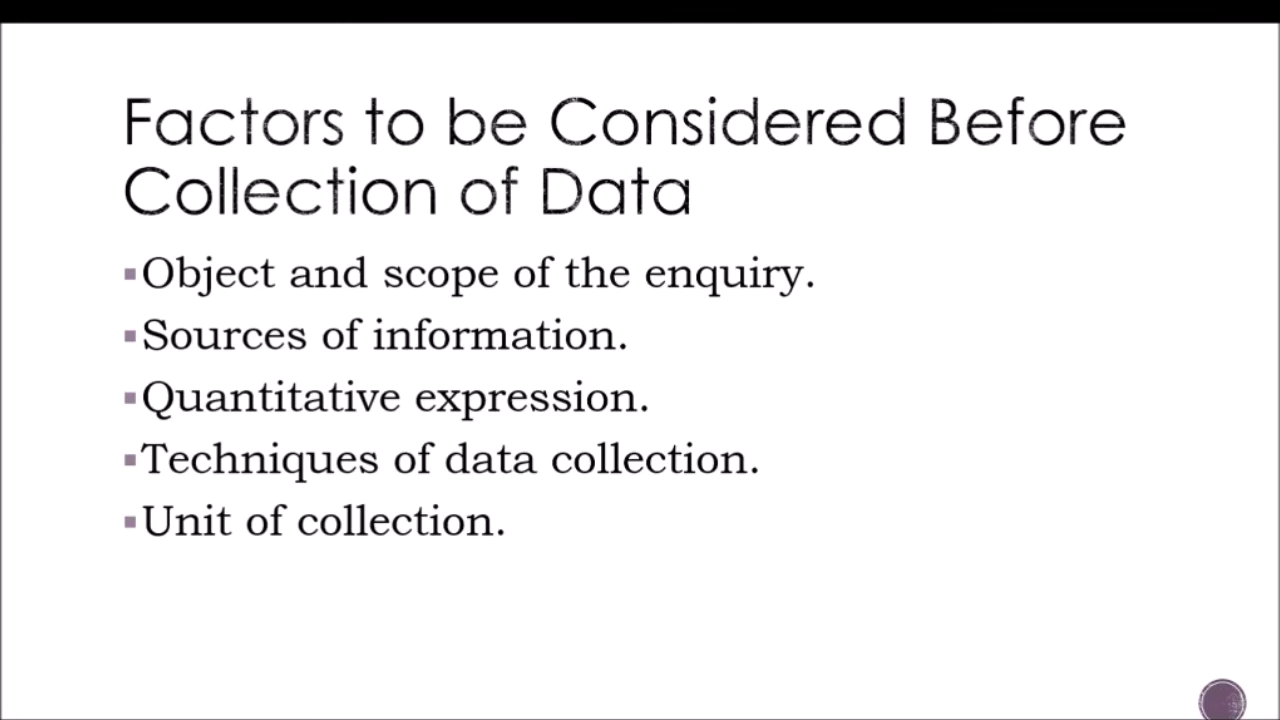 Factors to be Considered Before
Collection of Data
▪Object and scope of the enquiry.
▪Sources of information.
▪Quantitative expression.
▪Techniques of data collection.
▪Unit of collection.